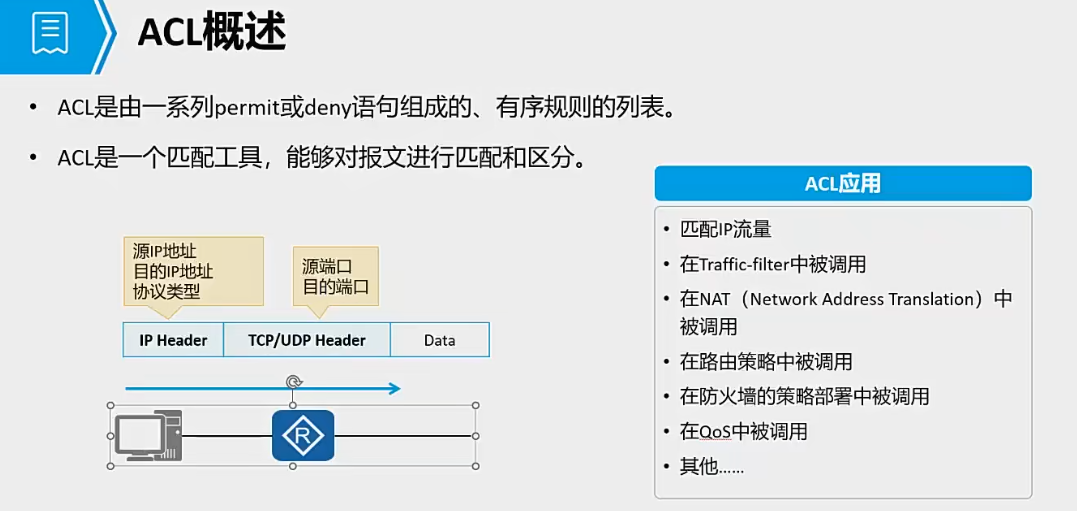 ACL概述
• ACL是由一系列permit或deny语句组成的、有序规则的列表。
• ACL是一个匹配工具，能够对报文进行匹配和区分。
源IP地址
目的IP地址
协议类型
源端口
目的端口
IP Header
TCP/UDP Header
Data
R
ACL应用
• 匹配IP流量
• 在Traffic-filter中被调用
• 在NAT（Network Address Translation）中
被调用
• 在路由策略中被调用
• 在防火墙的策略部署中被调用
• 在QoS中被调用
• 其他……